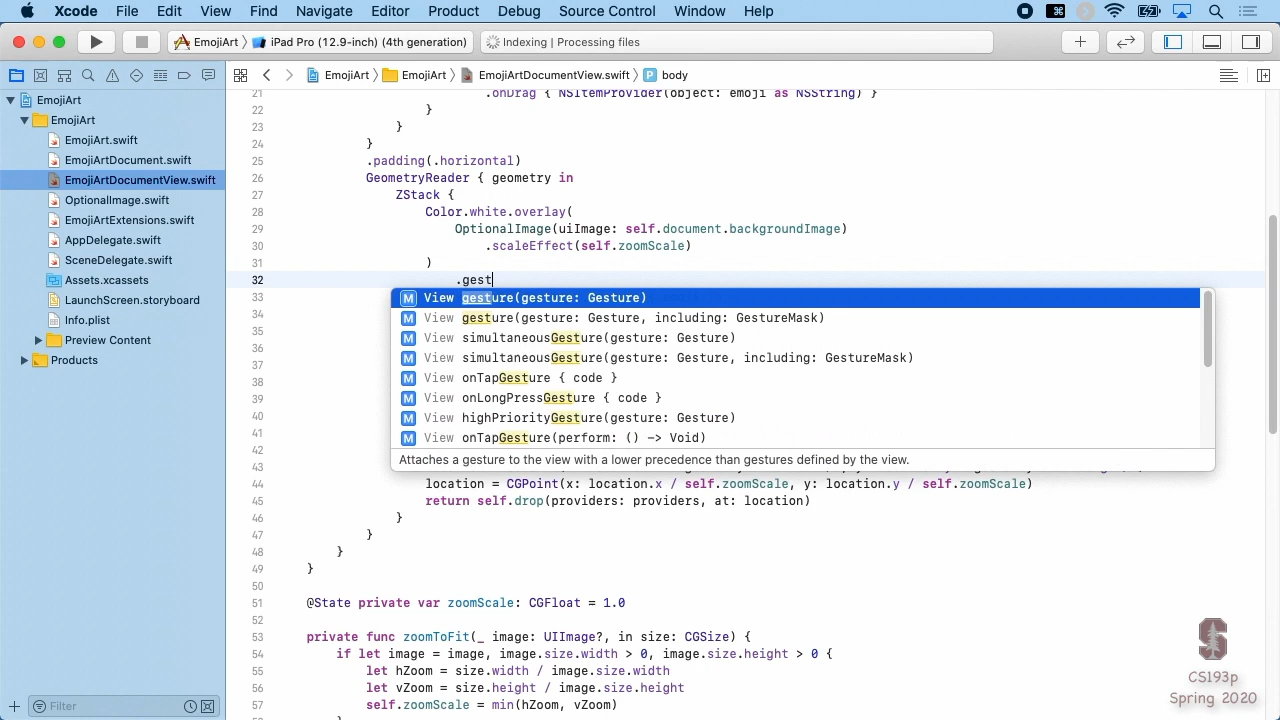 Xcode File Edit View Find Navigate Editor Product Debug Source Control Window Help
EmojiArt iPad Pro (12.9-inch) (4th generation) Indexing | Processing files
EmojiArt EmojiArt EmojiArtDocumentView.swift body
EmojiArt
EmojiArt
EmojiArt.swift
EmojiArtDocument.swift
EmojiArtDocumentView.swift
OptionalImage.swift
EmojiArtExtensions.swift
AppDelegate.swift
SceneDelegate.swift
Assets.xcassets
LaunchScreen.storyboard
Info.plist
Preview Content
Products
Filter
21 .onDrag { NSItemProvider(object: emoji as NSString) }
22 }
23 }
24 }
25 .padding(.horizontal)
26 GeometryReader { geometry in
27 ZStack {
28 Color.white.overlay(
29 OptionalImage(uiImage: self.document.backgroundImage)
30 .scaleEffect(self.zoomScale)
31 )
32 .gest
33 View gesture(gesture: Gesture)
34 View gesture(gesture: Gesture, including: GestureMask)
35 View simultaneousGesture(gesture: Gesture)
36 View simultaneousGesture(gesture: Gesture, including: GestureMask)
37
38 View onTapGesture { code }
39 View onLongPressGesture { code }
40 View highPriorityGesture(gesture: Gesture)
41 View onTapGesture(perform: () -> Void)
42 Attaches a gesture to the view with a lower precedence than gestures defined by the view.
43
44 location = CGPoint(x: location.x / self.zoomScale, y: location.y / self.zoomScale)
45 return self.drop(providers: providers, at: location)
46 }
47 }
48 }
49 }
50
51 @State private var zoomScale: CGFloat = 1.0
52
53 private func zoomToFit(_ image: UIImage?, in size: CGSize) {
54 if let image = image, image.size.width > 0, image.size.height > 0 {
55 let hZoom = size.width / image.size.width
56 let vZoom = size.height / image.size.height
57 self.zoomScale = min(hZoom, vZoom)
CS193p
Spring 2020